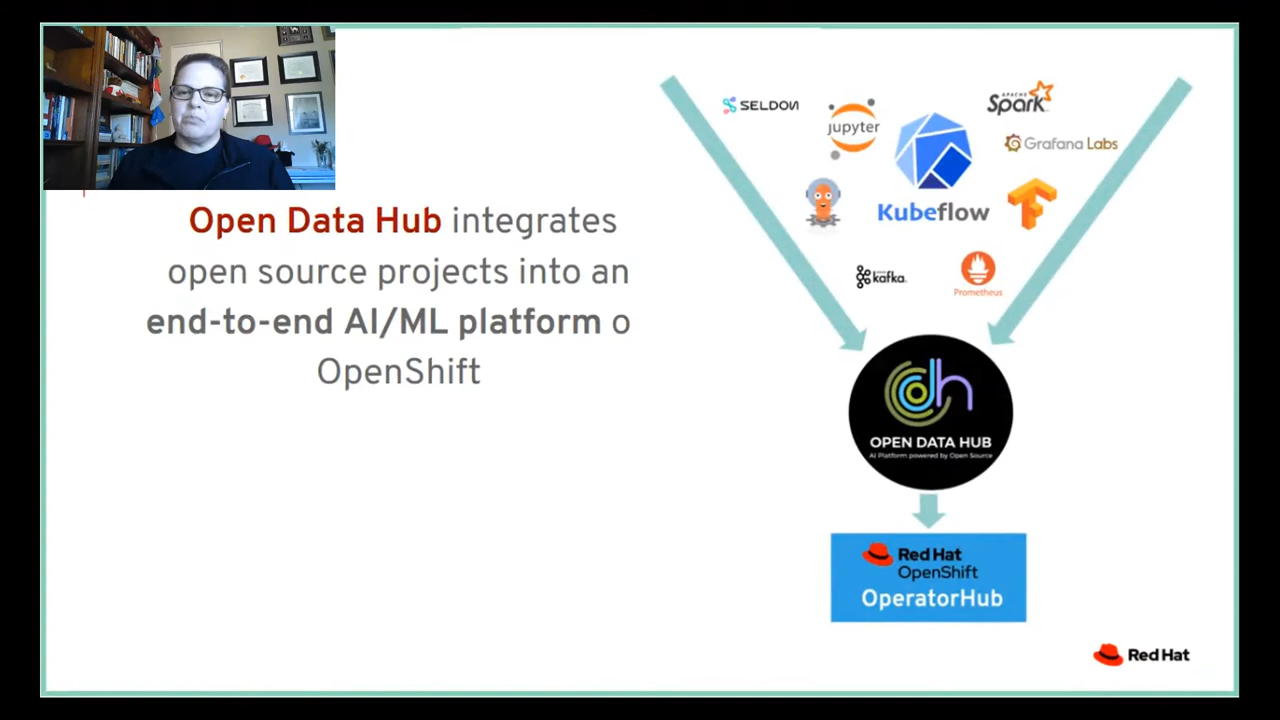 Open Data Hub integrates
open source projects into an
end-to-end AI/ML platform o
OpenShift
SELDON
jupyter
APACHE
Spark
Grafana Labs
Kubeflow
kafka
Prometheus
OPEN DATA HUB
AI Platform powered by Open Source
Red Hat
OpenShift
OperatorHub
Red Hat